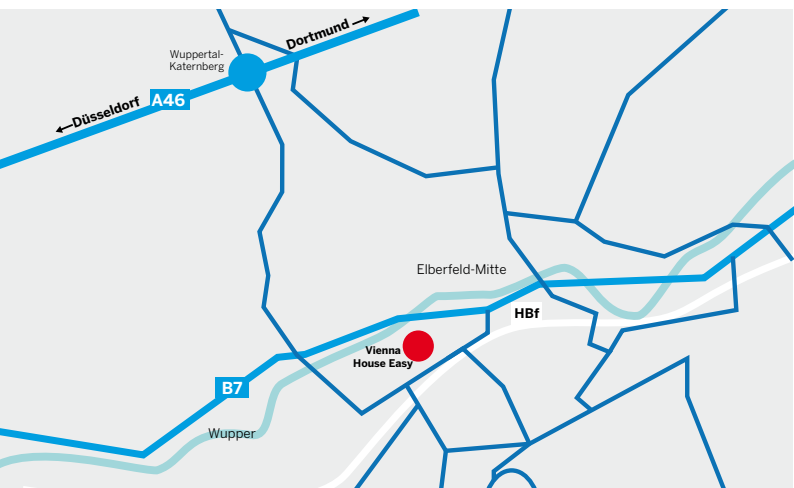 Dortmund
Wuppertal-
Katernberg
A46
Düsseldorf
Elberfeld-Mitte
HBf
Vienna
House Easy
B7
Wupper